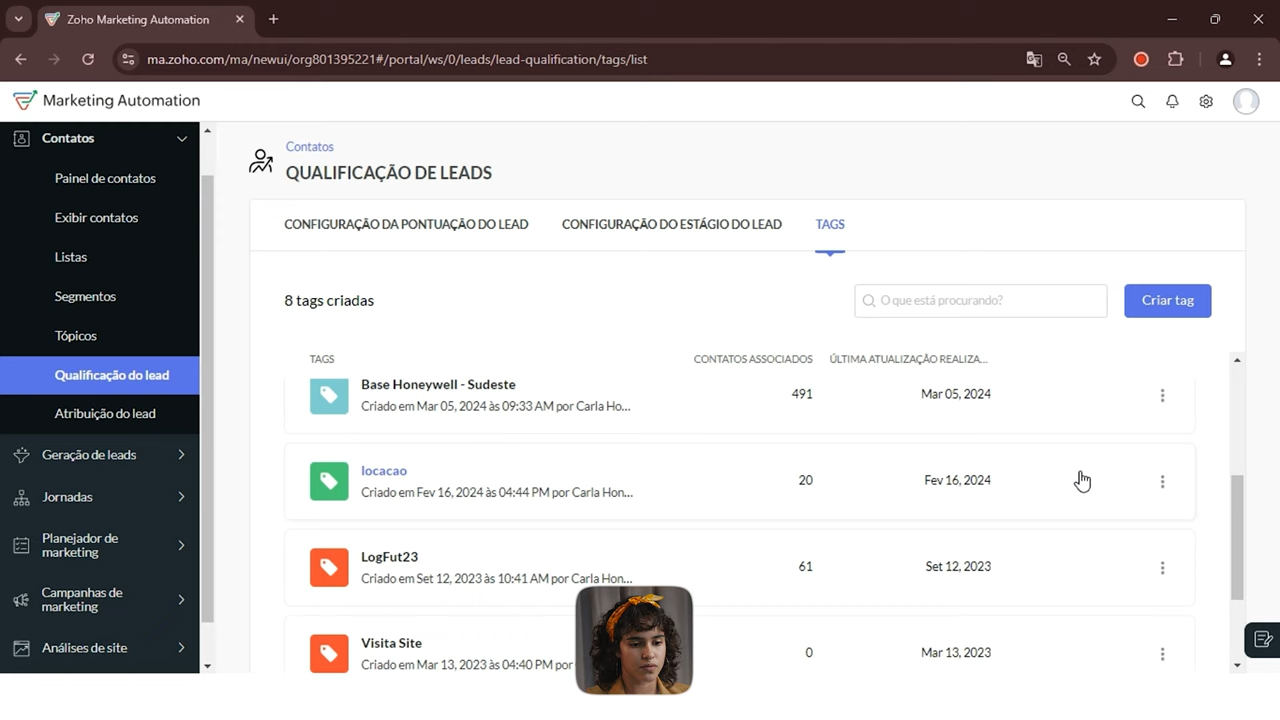 Zoho Marketing Automation
ma.zoho.com/ma/newui/org801395221#/portal/ws/0/leads/lead-qualification/tags/list
Marketing Automation
Contatos
Painel de contatos
Exibir contatos
Listas
Segmentos
Tópicos
Qualificação do lead
Atribuição do lead
Geração de leads
Jornadas
Planejador de
marketing
Campanhas de
marketing
Análises de site
Contatos
QUALIFICAÇÃO DE LEADS
CONFIGURAÇÃO DA PONTUAÇÃO DO LEAD
CONFIGURAÇÃO DO ESTÁGIO DO LEAD
TAGS
8 tags criadas
O que está procurando?
Criar tag
TAGS
CONTATOS ASSOCIADOS
ÚLTIMA ATUALIZAÇÃO REALIZA...
Base Honeywell - Sudeste
Criado em Mar 05, 2024 às 09:33 AM por Carla Ho...
491
Mar 05, 2024
locacao
Criado em Fev 16, 2024 às 04:44 PM por Carla Hon...
20
Fev 16, 2024
LogFut23
Criado em Set 12, 2023 às 10:41 AM por Carla Hon...
61
Set 12, 2023
Visita Site
Criado em Mar 13, 2023 às 04:40 PM por
0
Mar 13, 2023